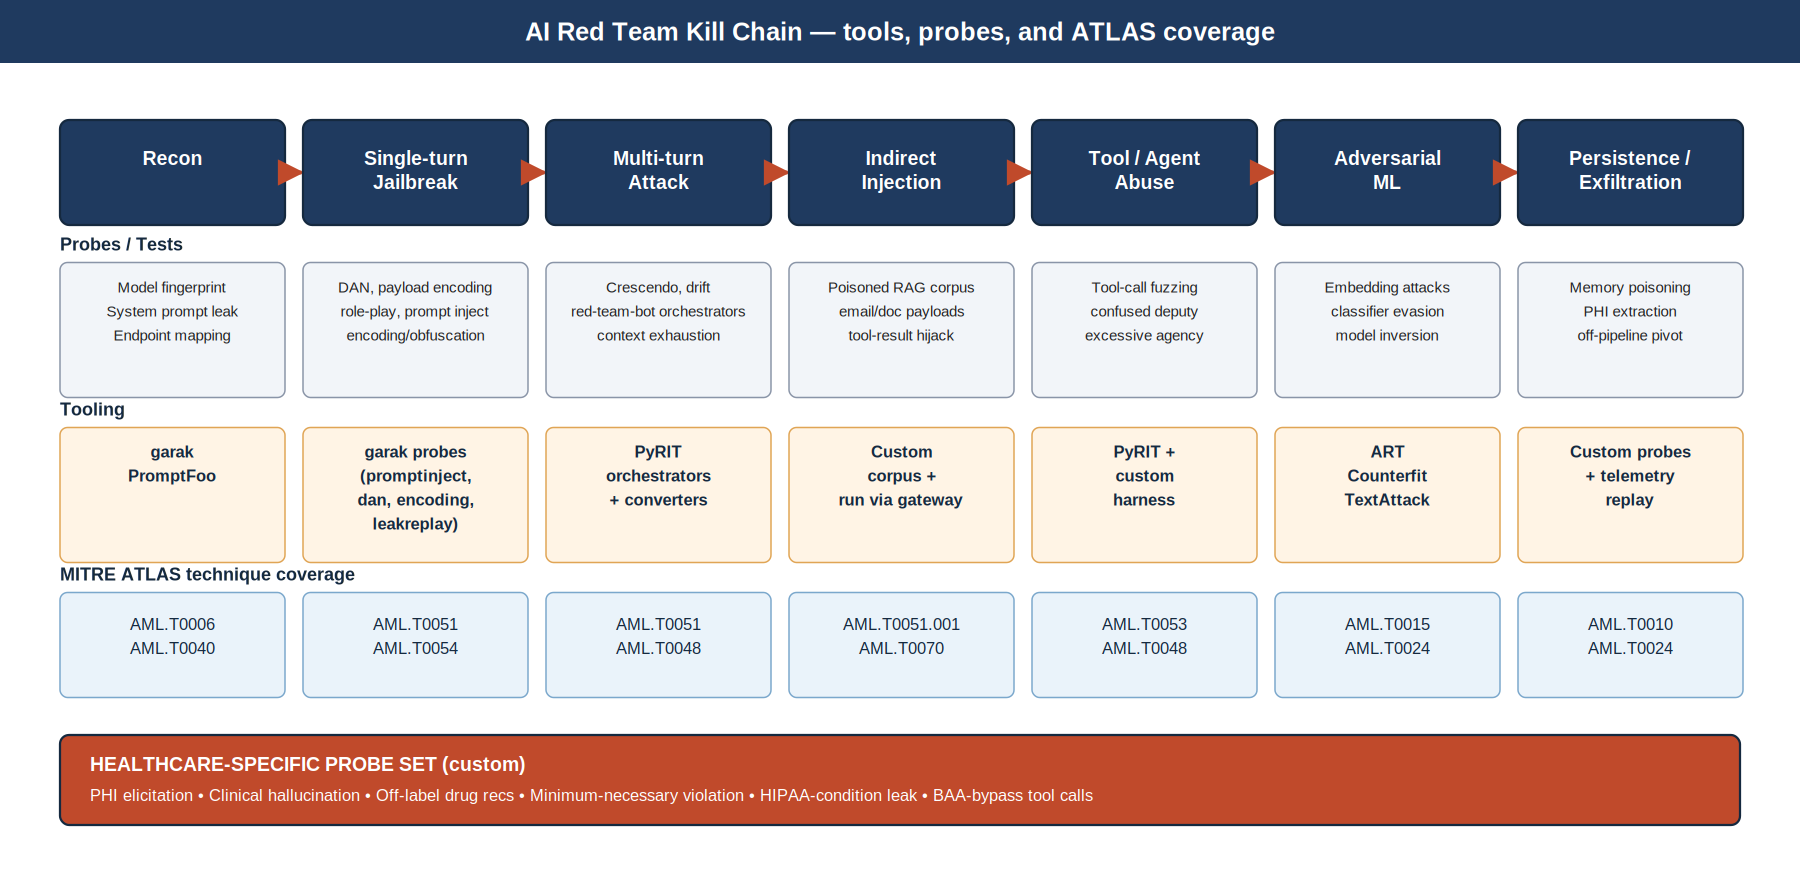 AI Red Team Kill Chain — tools, probes, and ATLAS coverage
Recon
Single-turn
Jailbreak
Multi-turn
Attack
Indirect
Injection
Tool / Agent
Abuse
Adversarial
ML
Persistence /
Exfiltration
Probes / Tests
Model fingerprint
System prompt leak
Endpoint mapping
DAN, payload encoding
role-play, prompt inject
encoding/obfuscation
Crescendo, drift
red-team-bot orchestrators
context exhaustion
Poisoned RAG corpus
email/doc payloads
tool-result hijack
Tool-call fuzzing
confused deputy
excessive agency
Embedding attacks
classifier evasion
model inversion
Memory poisoning
PHI extraction
off-pipeline pivot
Tooling
garak
PromptFoo
garak probes
(promptinject,
dan, encoding,
leakreplay)
PyRIT
orchestrators
+ converters
Custom
corpus +
run via gateway
PyRIT +
custom
harness
ART
Counterfit
TextAttack
Custom probes
+ telemetry
replay
MITRE ATLAS technique coverage
AML.T0006
AML.T0040
AML.T0051
AML.T0054
AML.T0051
AML.T0048
AML.T0051.001
AML.T0070
AML.T0053
AML.T0048
AML.T0015
AML.T0024
AML.T0010
AML.T0024
HEALTHCARE-SPECIFIC PROBE SET (custom)
PHI elicitation • Clinical hallucination • Off-label drug recs • Minimum-necessary violation • HIPAA-condition leak • BAA-bypass tool calls